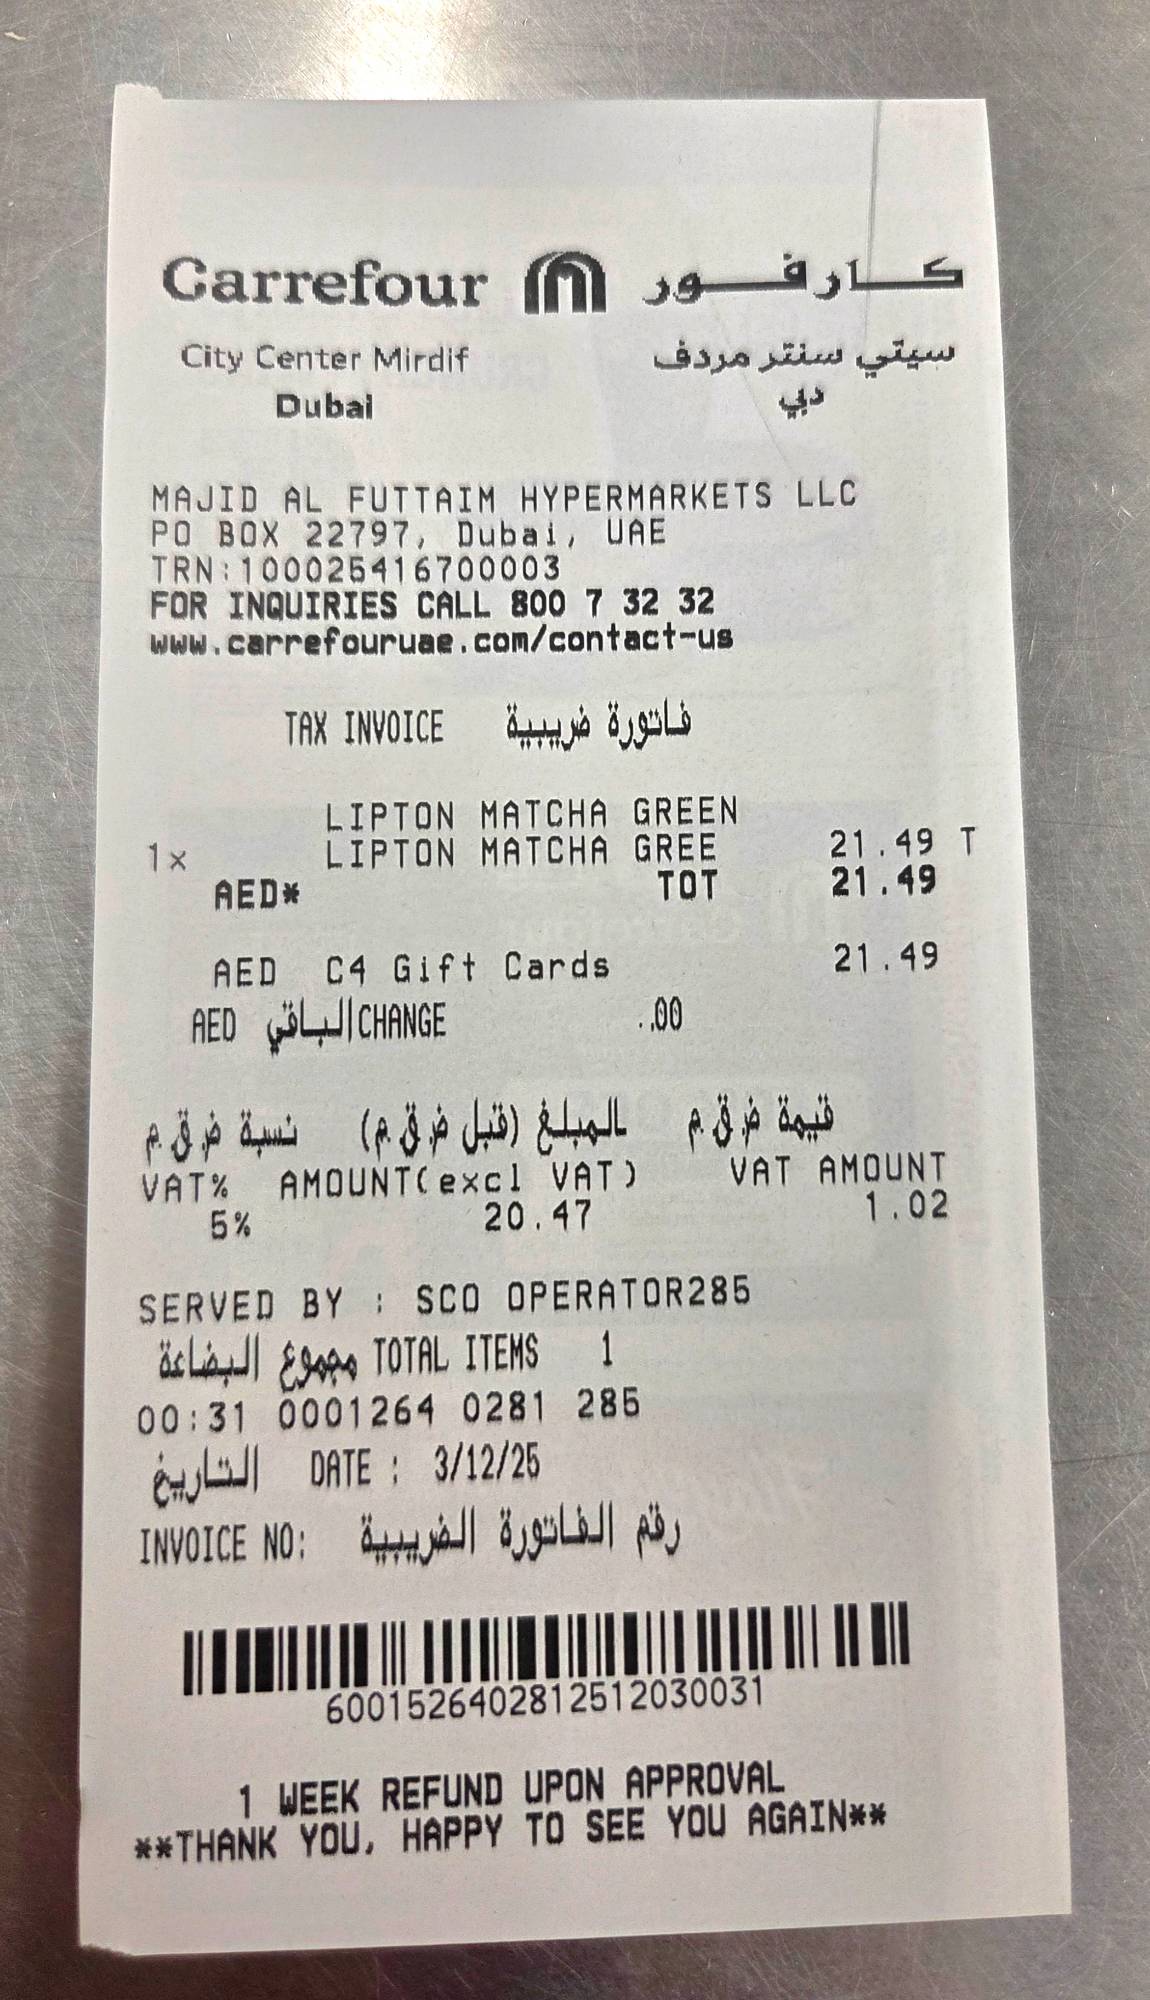 Carrefour كارفور
City Center Mirdif سيتي سنتر مردف
Dubai دبي
MAJID AL FUTTAIM HYPERMARKETS LLC
PO BOX 22797, Dubai, UAE
TRN:100025416700003
FOR INQUIRIES CALL 800 7 32 32
www.carrefouruae.com/contact-us
TAX INVOICE فاتورة ضريبية
LIPTON MATCHA GREEN
1x LIPTON MATCHA GREE 21.49 T
AED* TOT 21.49
AED C4 Gift Cards 21.49
AED الباقي CHANGE .00
نسبة ض.ق.م المبلغ (قبل ض.ق.م) قيمة ض.ق.م
VAT% AMOUNT(excl VAT) VAT AMOUNT
5% 20.47 1.02
SERVED BY : SCO OPERATOR285
مجموع البضاعة TOTAL ITEMS 1
00:31 0001264 0281 285
التاريخ DATE : 3/12/25
INVOICE NO: رقم الفاتورة الضريبية
6001526402812512030031
1 WEEK REFUND UPON APPROVAL
**THANK YOU, HAPPY TO SEE YOU AGAIN**